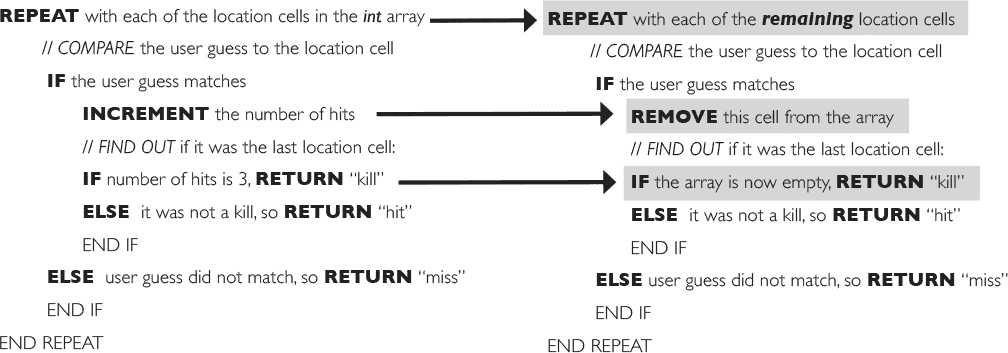 REPEAT with each of the location cells in the int array
// COMPARE the user guess to the location cell
IF the user guess matches
INCREMENT the number of hits
// FIND OUT if it was the last location cell:
IF number of hits is 3, RETURN “kill”
ELSE it was not a kill, so RETURN “hit”
END IF
ELSE user guess did not match, so RETURN “miss”
END IF
END REPEAT
REPEAT with each of the remaining location cells
// COMPARE the user guess to the location cell
IF the user guess matches
REMOVE this cell from the array
// FIND OUT if it was the last location cell:
IF the array is now empty, RETURN “kill”
ELSE it was not a kill, so RETURN “hit”
END IF
ELSE user guess did not match, so RETURN “miss”
END IF
END REPEAT